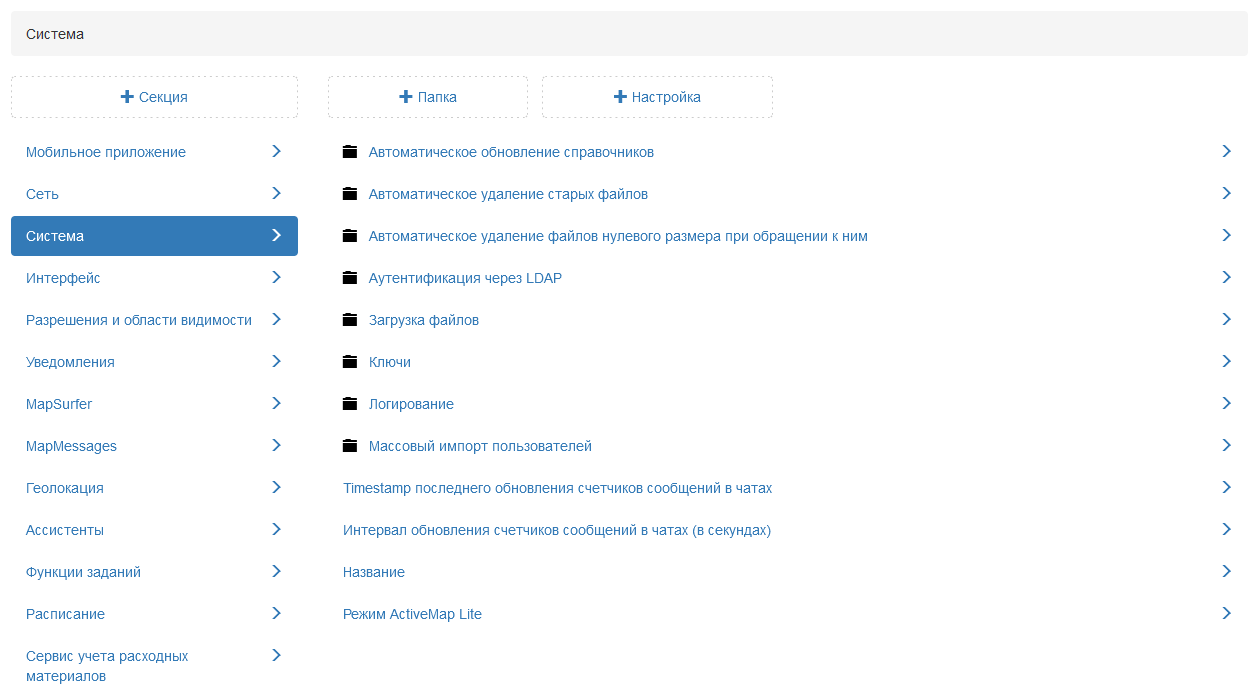 Система
Секция
Папка
Настройка
Мобильное приложение
Сеть
Система
Интерфейс
Разрешения и области видимости
Уведомления
MapSurfer
MapMessages
Геолокация
Ассистенты
Функции заданий
Расписание
Сервис учета расходных
материалов
Автоматическое обновление справочников
Автоматическое удаление старых файлов
Автоматическое удаление файлов нулевого размера при обращении к ним
Аутентификация через LDAP
Загрузка файлов
Ключи
Логирование
Массовый импорт пользователей
Timestamp последнего обновления счетчиков сообщений в чатах
Интервал обновления счетчиков сообщений в чатах (в секундах)
Название
Режим ActiveMap Lite